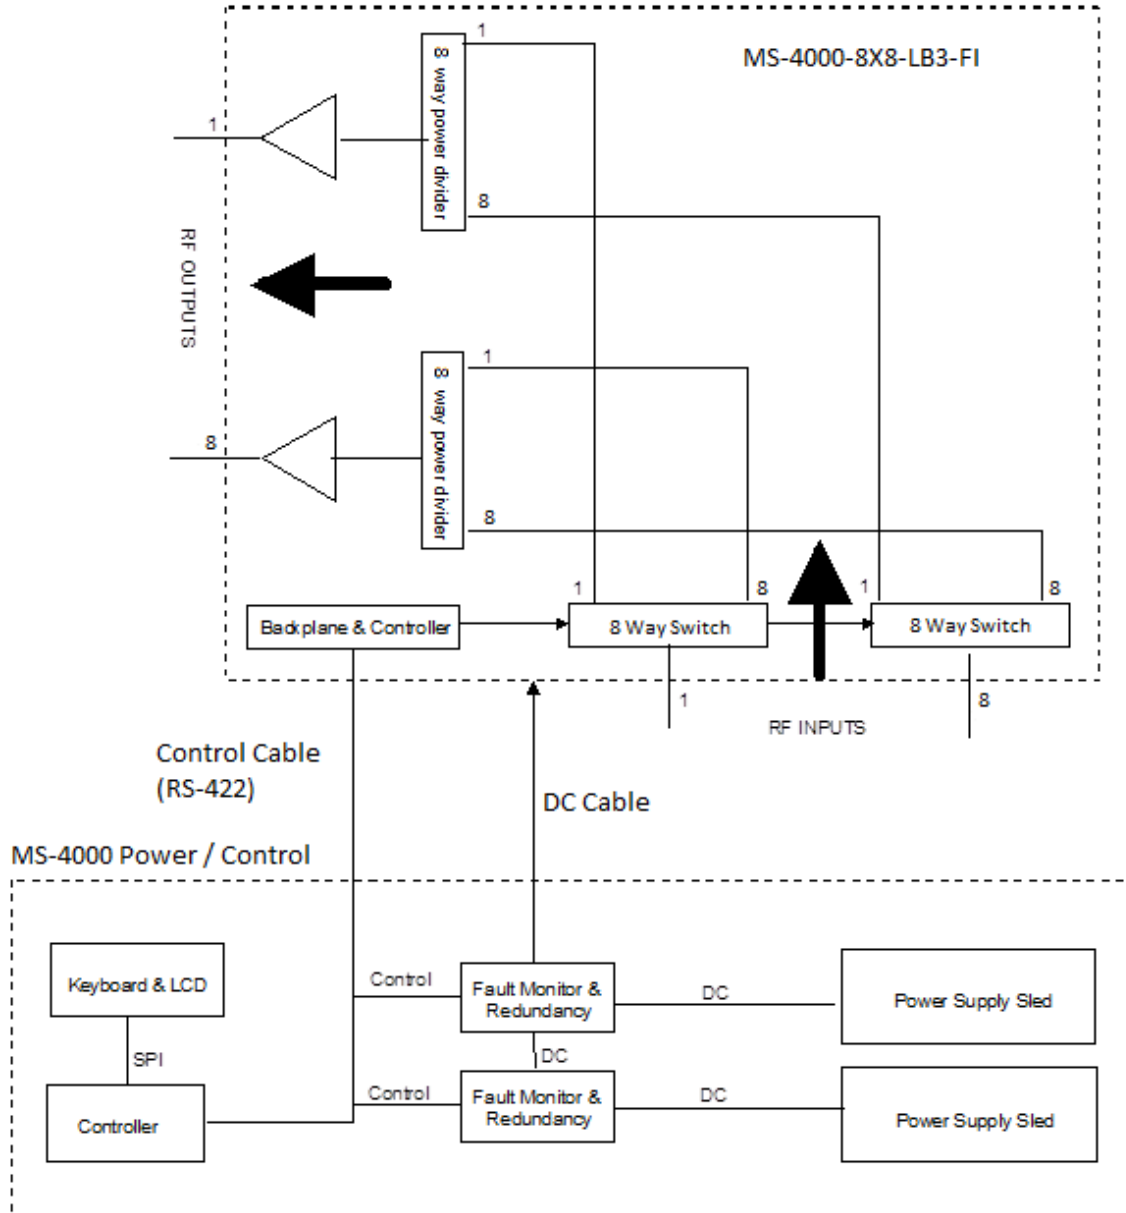 1
MS-4000-8X8-LB3-FI
8 way power divider
1
8
RF OUTPUTS
1
8 way power divider
8
8
1
8
1
8
Backplane & Controller
8 Way Switch
8 Way Switch
1
8
RF INPUTS
Control Cable
(RS-422)
DC Cable
MS-4000 Power / Control
Keyboard & LCD
Control
Fault Monitor &
Redundancy
DC
Power Supply Sled
SPI
DC
Controller
Control
Fault Monitor &
Redundancy
DC
Power Supply Sled